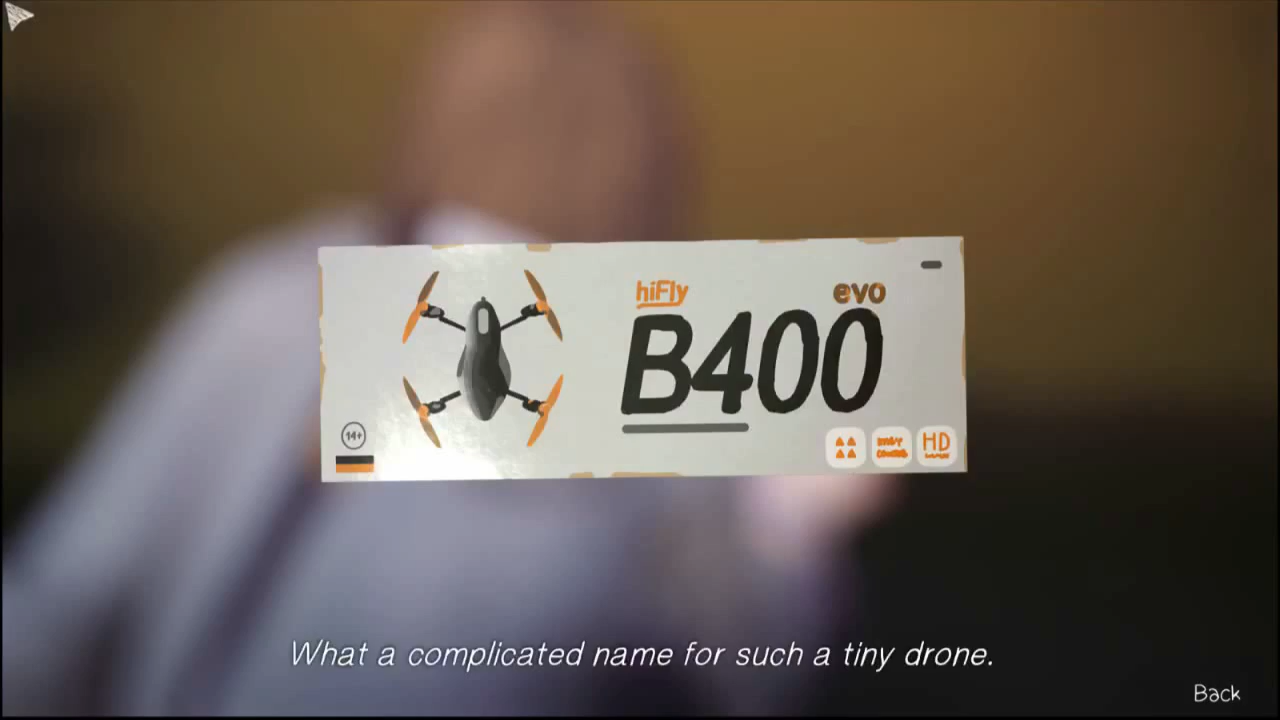 hiFly
evo
B400
14+
HD
What a complicated name for such a tiny drone.
Back